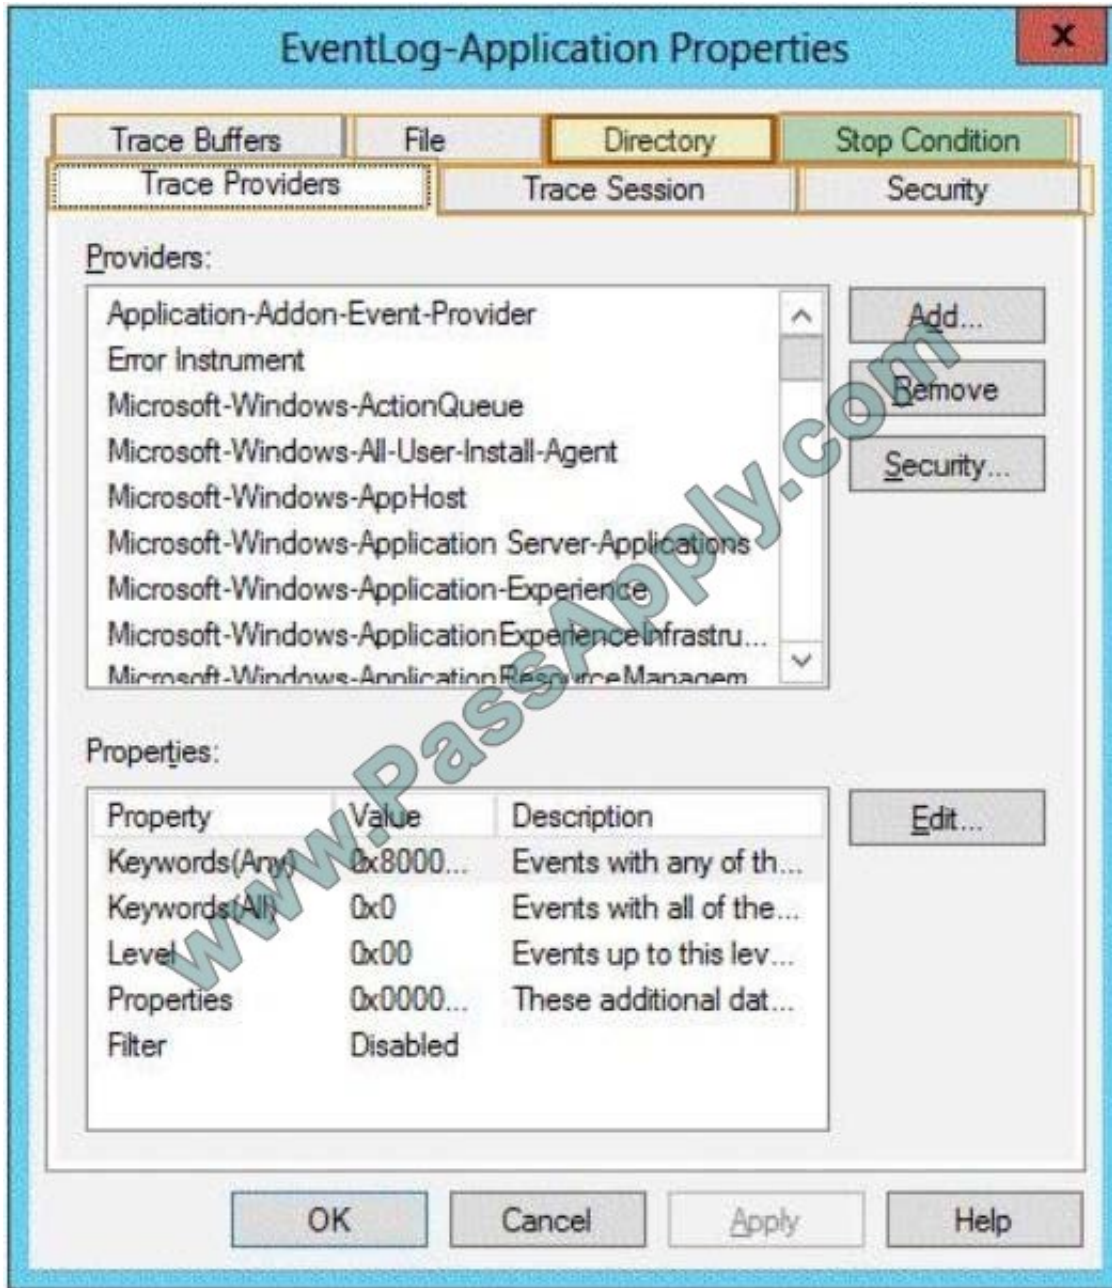 EventLog-Application Properties
x
Trace Buffers
File
Directory
Stop Condition
Trace Providers
Trace Session
Security
Providers:
Application-Addon-Event-Provider
Error Instrument
Microsoft-Windows-ActionQueue
Microsoft-Windows-All-User-Install-Agent
Microsoft-Windows-AppHost
Microsoft-Windows-Application Server-Applications
Microsoft-Windows-Application-Experience
Microsoft-Windows-ApplicationExperienceInfrastru...
Microsoft-Windows-ApplicationResourceManagem
Add...
Remove
Security...
Properties:
Property Value Description
Keywords(Any) 0x8000... Events with any of th...
Keywords(All) 0x0 Events with all of the...
Level 0x00 Events up to this lev...
Properties 0x0000... These additional dat...
Filter Disabled
Edit...
OK
Cancel
Apply
Help
www.PassApply.com